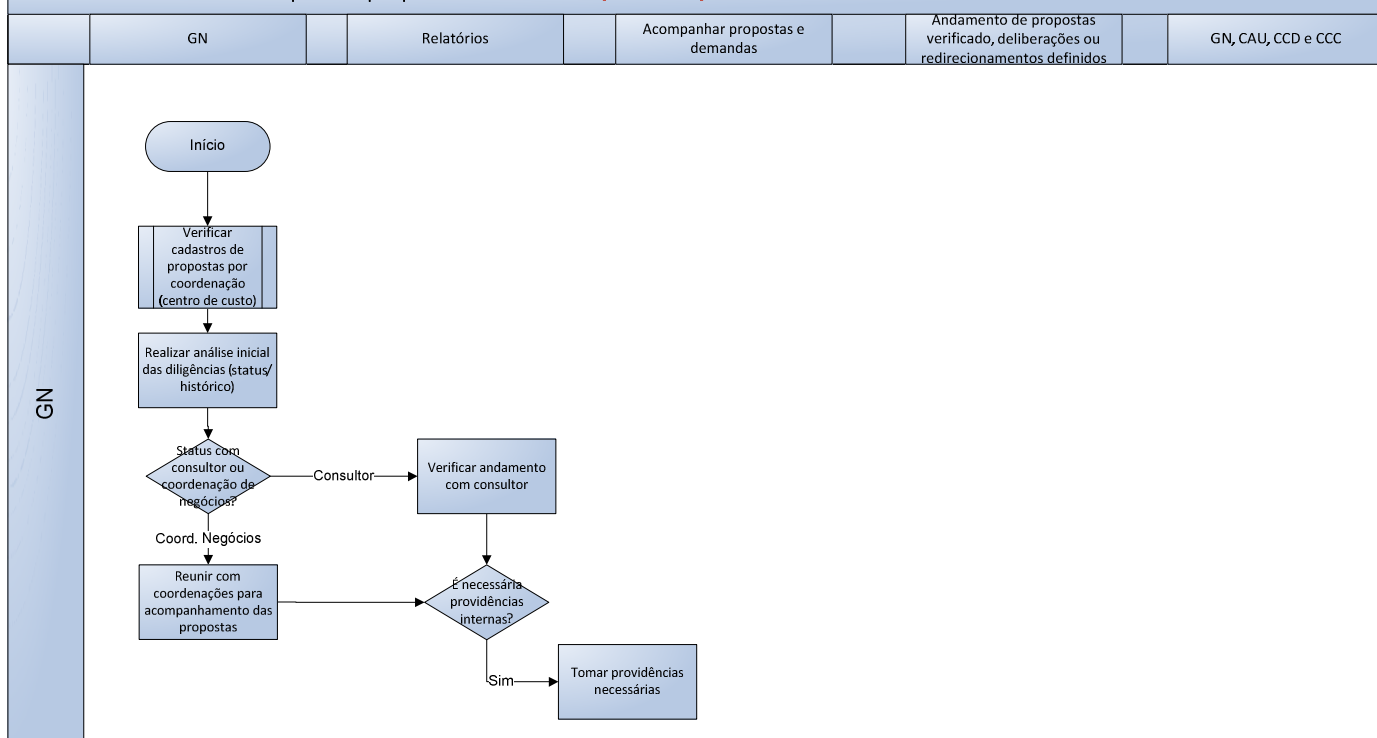 GN
Relatórios
Acompanhar propostas e
demandas
Andamento de propostas
verificado, deliberações ou
redirecionamentos definidos
GN, CAU, CCD e CCC
GN
Início
Verificar
cadastros de
propostas por
coordenação
(centro de custo)
Realizar análise inicial
das diligências (status/
histórico)
Status com
consultor ou
coordenação de
negócios?
Consultor
Verificar andamento
com consultor
Coord. Negócios
Reunir com
coordenações para
acompanhamento das
propostas
É necessária
providências
internas?
Sim
Tomar providências
necessárias